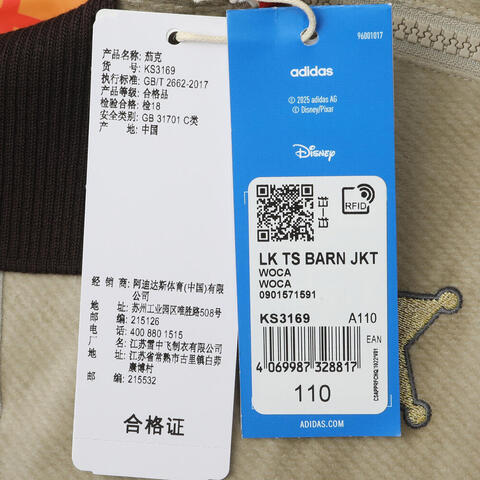 产品名: 茄克
货 号: KS3169
执行标准: GB/T 2662-2017
产品等级: 合格品
检验合格: 检18
安全类别: GB 31701 C类
产 地: 中国
经 销 商: 阿迪达斯体育(中国)有限
公司
地 址: 苏州工业园区唯胜路508号
邮 编: 215126
电 话: 400 880 1515
生 产 厂: 江苏雪中飞制衣有限公司
地 址: 江苏省常熟市古里镇白茆
康博村
邮 编: 215532
合格证
96001017
adidas
© 2025 adidas AG
© Disney/Pixar
Disney
E-I-E
I-E-I
RFID
LK TS BARN JKT
WOCA
WOCA
0901571591
KS3169 A110
EAN
4 069987 328817
110
ADIDAS.COM